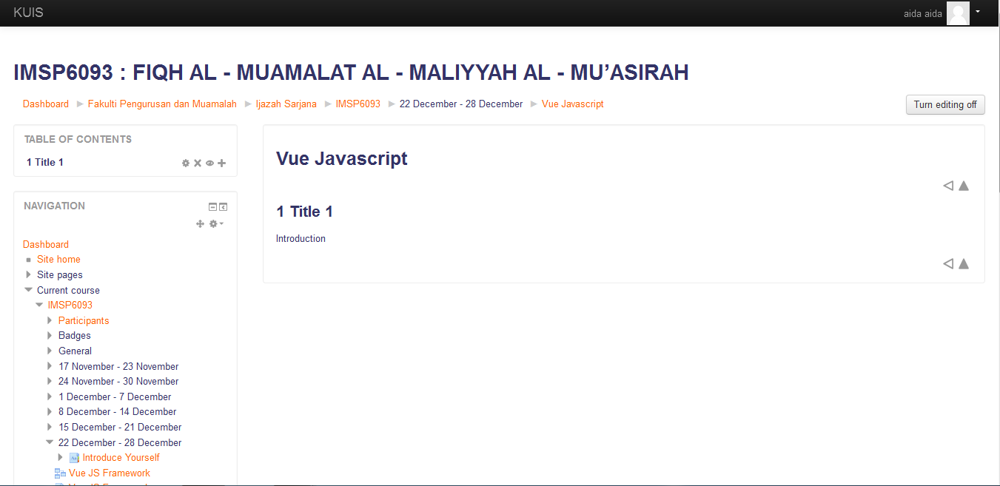 KUIS
aida aida
IMSP6093 : FIQH AL - MUAMALAT AL - MALIYYAH AL - MU’ASIRAH
Dashboard Fakulti Pengurusan dan Muamalah Ijazah Sarjana IMSP6093 22 December - 28 December Vue Javascript
Turn editing off
TABLE OF CONTENTS
1 Title 1
NAVIGATION
Dashboard
Site home
Site pages
Current course
IMSP6093
Participants
Badges
General
17 November - 23 November
24 November - 30 November
1 December - 7 December
8 December - 14 December
15 December - 21 December
22 December - 28 December
Introduce Yourself
Vue JS Framework
Vue Javascript
1 Title 1
Introduction